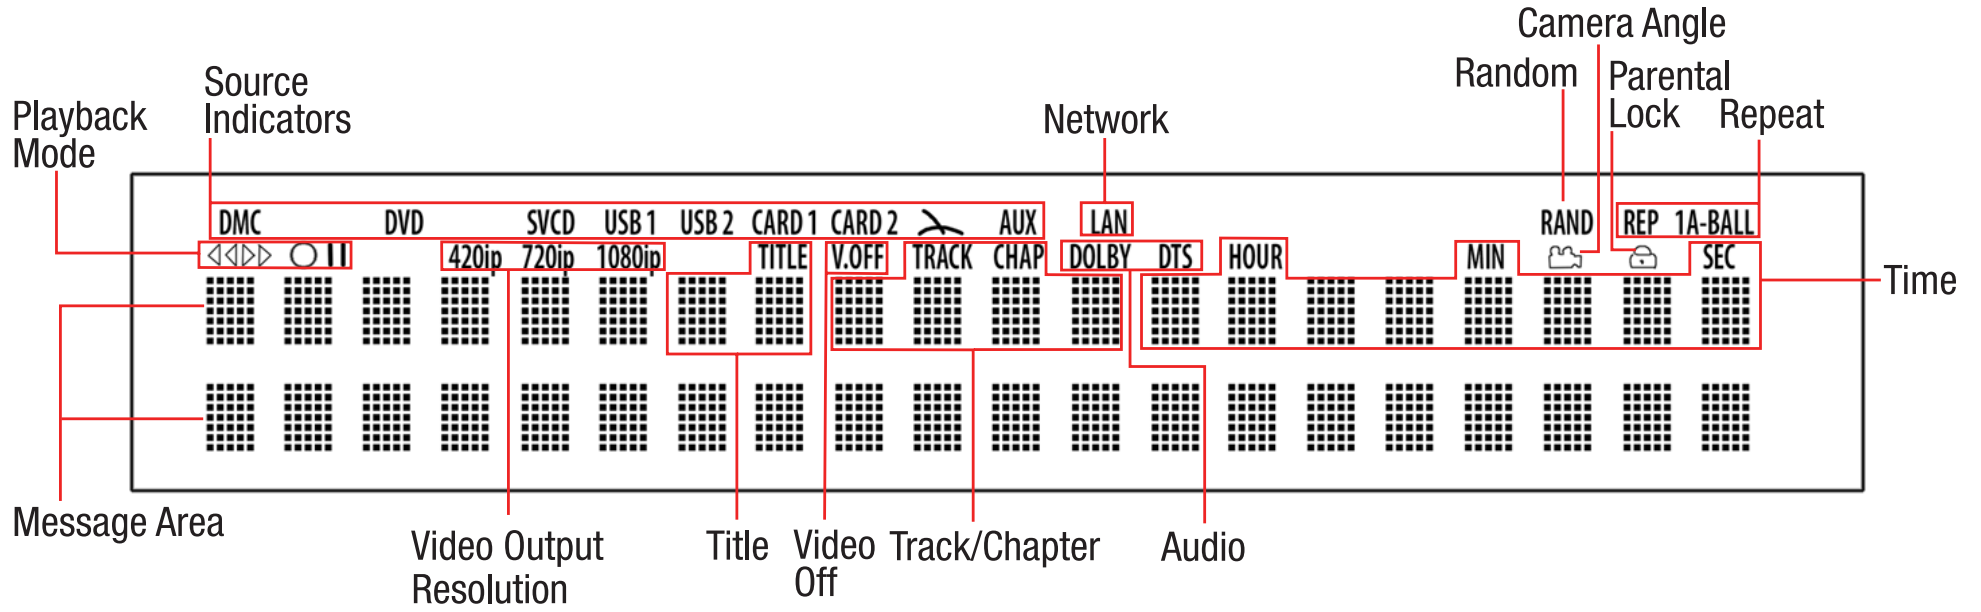 Camera Angle
Source
Indicators
Random
Parental
Lock
Playback
Mode
Network
Repeat
DMC DVD SVCD USB 1 USB 2 CARD 1 CARD 2 AUX LAN RAND REP 1A-BALL
420ip 720ip 1080ip TITLE V.OFF TRACK CHAP DOLBY DTS HOUR MIN SEC
Time
Message Area
Video Output
Resolution
Title
Video
Off
Track/Chapter
Audio